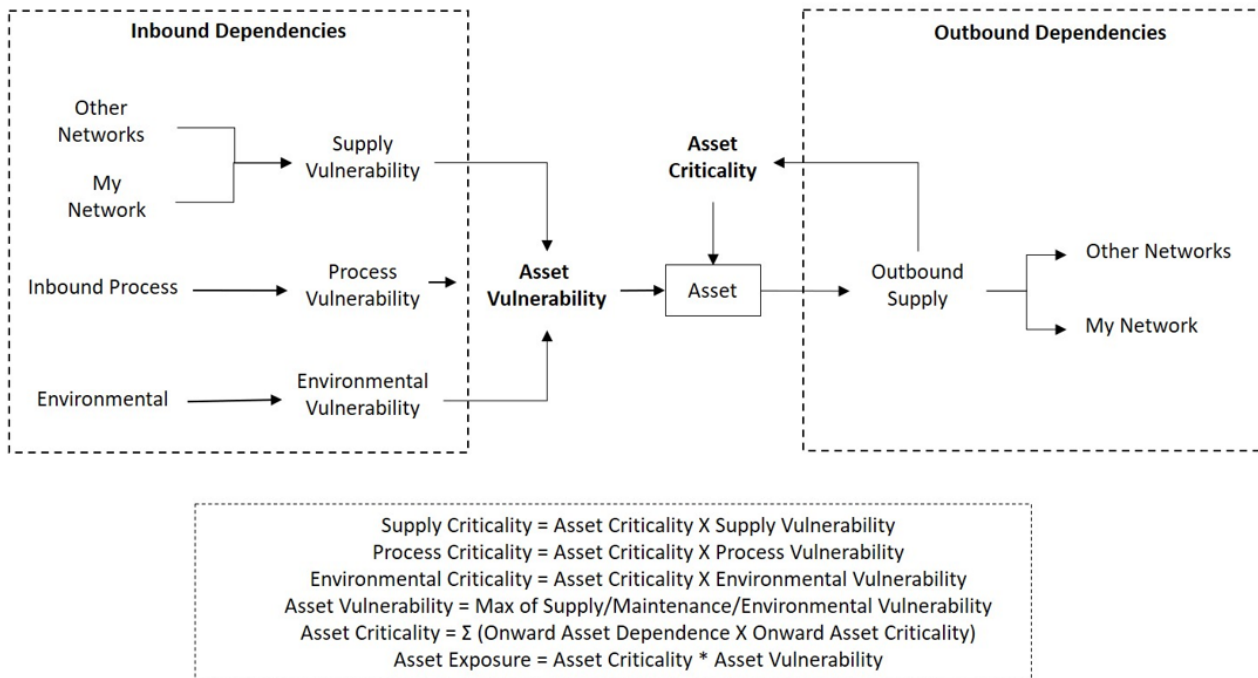 Inbound Dependencies
Outbound Dependencies
Other
Networks
My
Network
Supply
Vulnerability
Inbound Process
Process
Vulnerability
Environmental
Environmental
Vulnerability
Asset
Vulnerability
Asset
Criticality
Asset
Outbound
Supply
Other Networks
My Network
Supply Criticality = Asset Criticality X Supply Vulnerability
Process Criticality = Asset Criticality X Process Vulnerability
Environmental Criticality = Asset Criticality X Environmental Vulnerability
Asset Vulnerability = Max of Supply/Maintenance/Environmental Vulnerability
Asset Criticality = Σ (Onward Asset Dependence X Onward Asset Criticality)
Asset Exposure = Asset Criticality * Asset Vulnerability